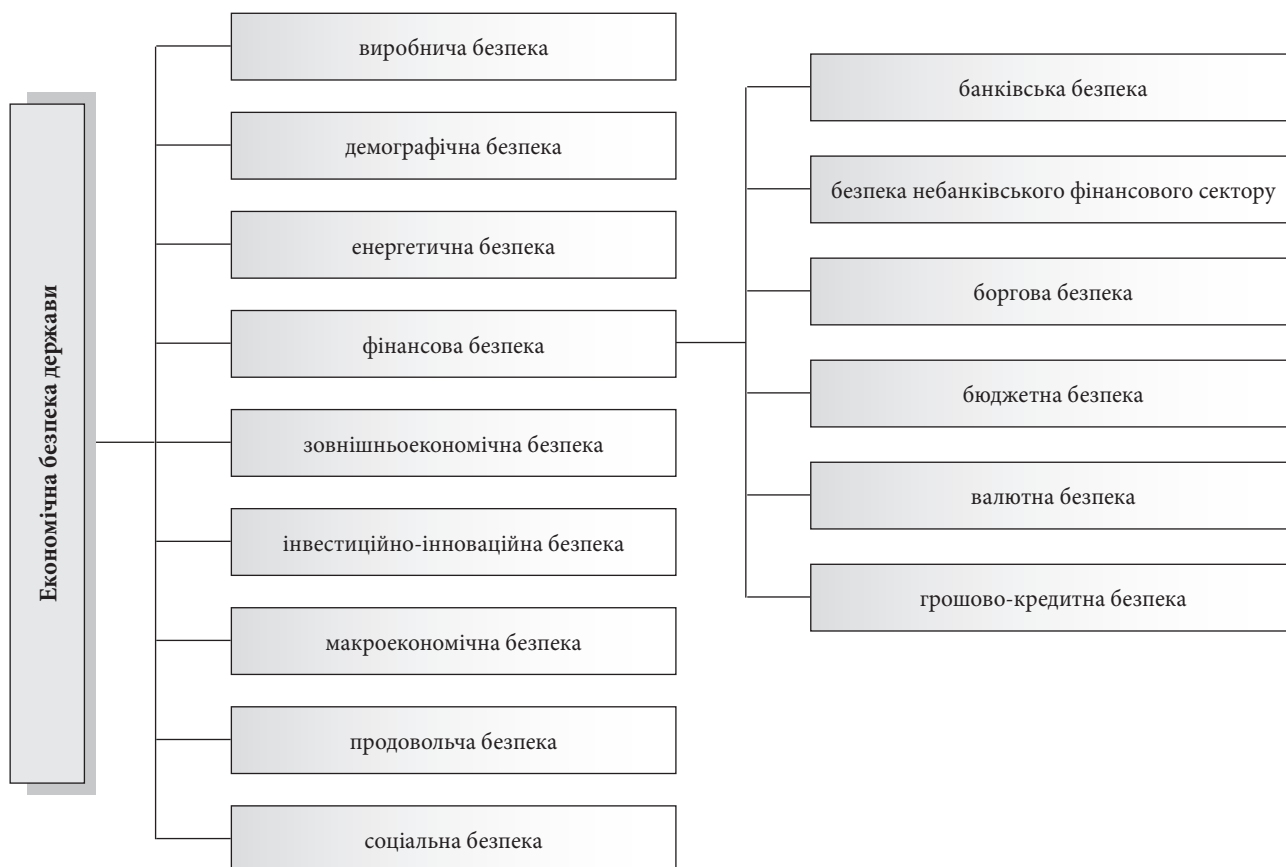 Економічна безпека держави
виробнича безпека
демографічна безпека
енергетична безпека
фінансова безпека
зовнішньоекономічна безпека
інвестиційно-інноваційна безпека
макроекономічна безпека
продовольча безпека
соціальна безпека
банківська безпека
безпека небанківського фінансового сектору
боргова безпека
бюджетна безпека
валютна безпека
грошово-кредитна безпека